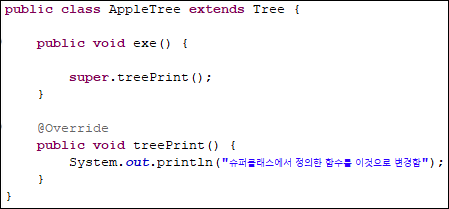 public class AppleTree extends Tree {
public void exe() {
super.treePrint();
}
@Override
public void treePrint() {
System.out.println("슈퍼클래스에서 정의한 함수를 이것으로 변경함");
}
}